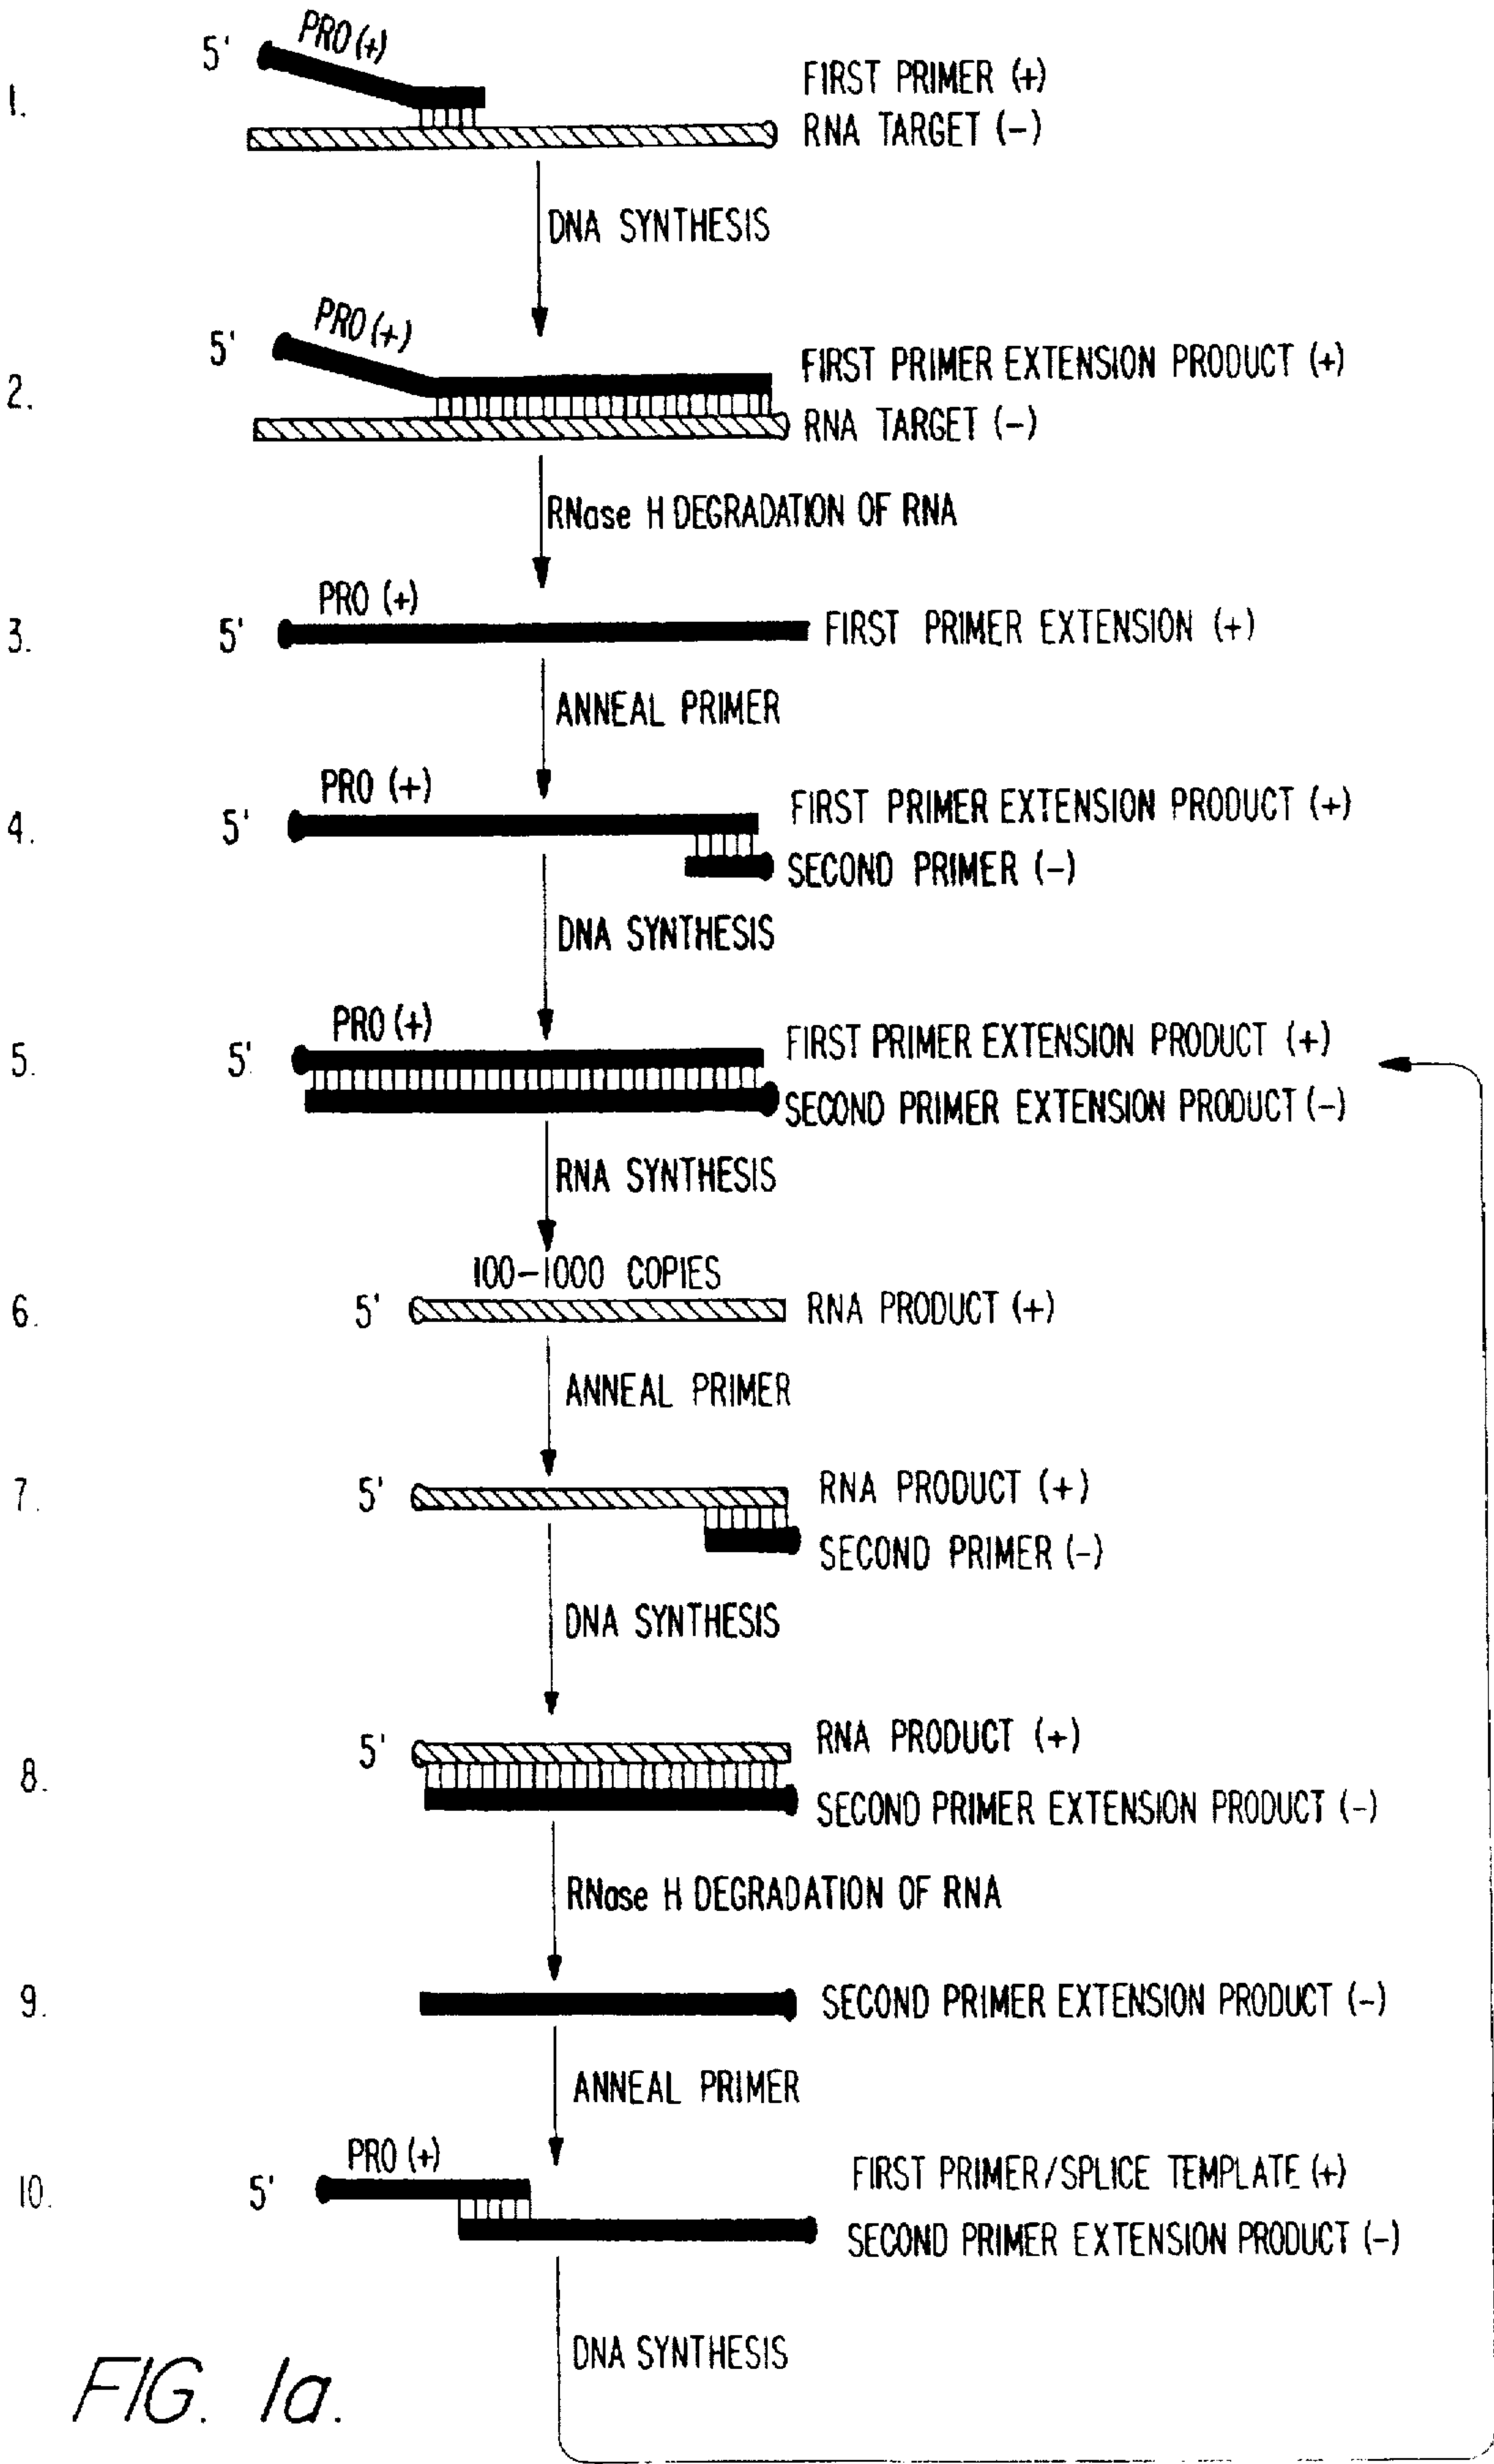 5' PRO (+)
1.
FIRST PRIMER (+)
RNA TARGET (-)
DNA SYNTHESIS
5' PRO (+)
2.
FIRST PRIMER EXTENSION PRODUCT (+)
RNA TARGET (-)
RNase H DEGRADATION OF RNA
PRO (+)
3. 5' FIRST PRIMER EXTENSION (+)
ANNEAL PRIMER
PRO (+)
4. 5' FIRST PRIMER EXTENSION PRODUCT (+)
SECOND PRIMER (-)
DNA SYNTHESIS
PRO (+)
5. 5' FIRST PRIMER EXTENSION PRODUCT (+)
SECOND PRIMER EXTENSION PRODUCT (-)
RNA SYNTHESIS
100-1000 COPIES
6. 5' RNA PRODUCT (+)
ANNEAL PRIMER
7. 5' RNA PRODUCT (+)
SECOND PRIMER (-)
DNA SYNTHESIS
5' RNA PRODUCT (+)
8.
SECOND PRIMER EXTENSION PRODUCT (-)
RNase H DEGRADATION OF RNA
9. SECOND PRIMER EXTENSION PRODUCT (-)
ANNEAL PRIMER
PRO (+)
10. 5' FIRST PRIMER/SPLICE TEMPLATE (+)
SECOND PRIMER EXTENSION PRODUCT (-)
DNA SYNTHESIS
FIG. 1a.